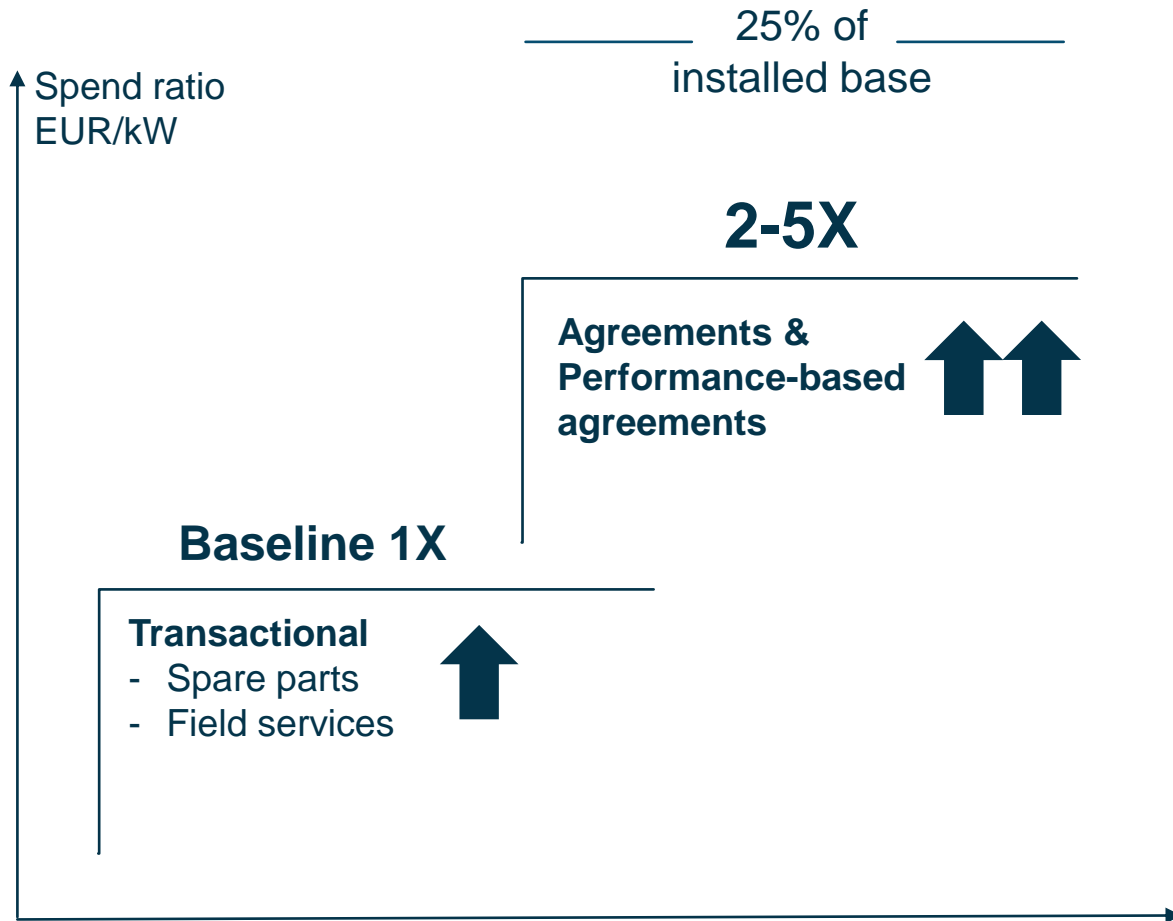 25% of
installed base
Spend ratio
EUR/kW
2-5X
Agreements &
Performance-based
agreements
Baseline 1X
Transactional
- Spare parts
- Field services